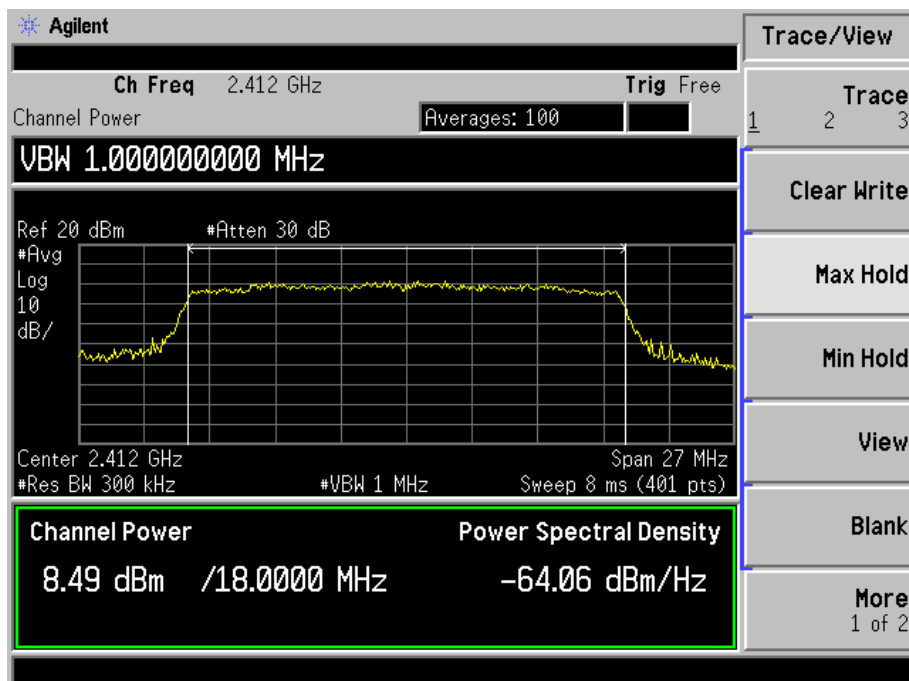 Agilent
Trace/View
Ch Freq 2.412 GHz Trig Free
Channel Power Averages: 100
Trace
1 2 3
VBW 1.000000000 MHz
Clear Write
Ref 20 dBm #Atten 30 dB
#Avg
Log
10
dB/
Max Hold
Min Hold
View
Center 2.412 GHz Span 27 MHz
#Res BW 300 kHz #VBW 1 MHz Sweep 8 ms (401 pts)
Channel Power Power Spectral Density
8.49 dBm /18.0000 MHz -64.06 dBm/Hz
Blank
More
1 of 2